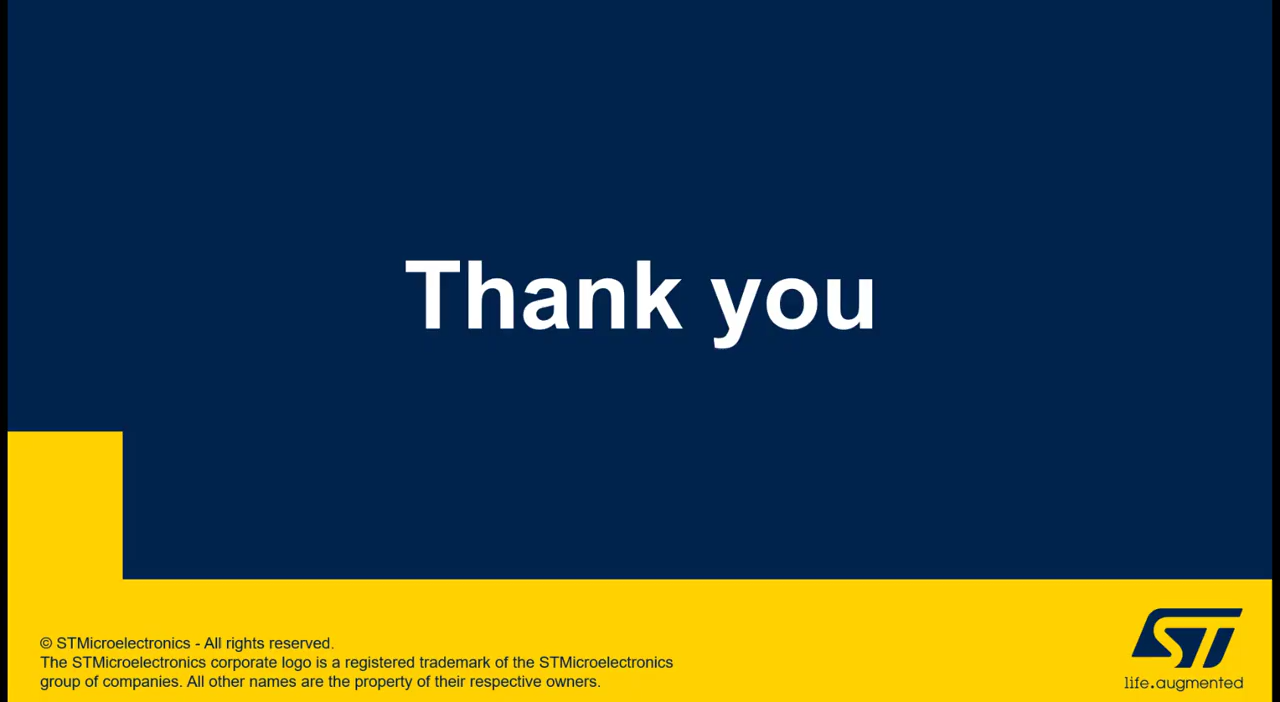 Thank you
© STMicroelectronics - All rights reserved.
The STMicroelectronics corporate logo is a registered trademark of the STMicroelectronics
group of companies. All other names are the property of their respective owners.
ST
life.augmented